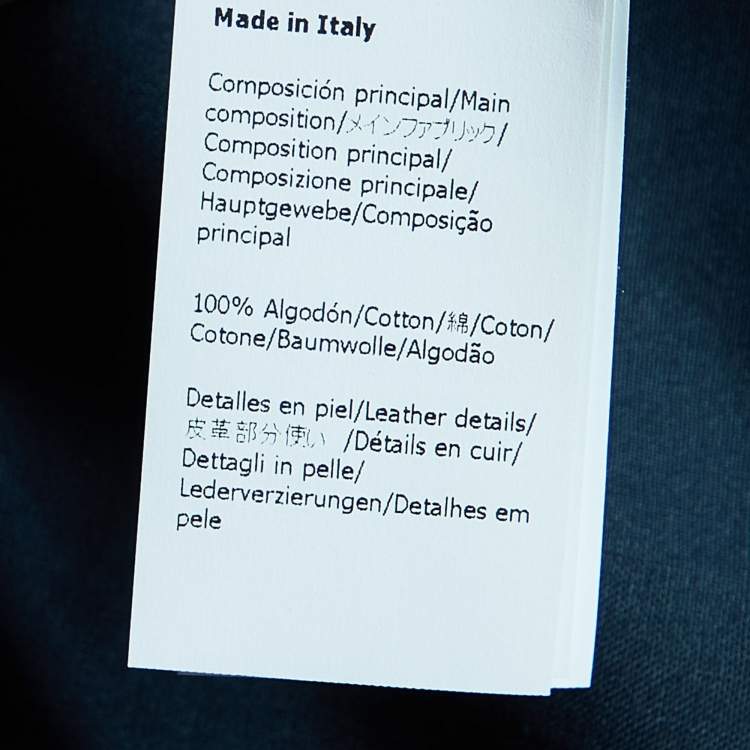 Made in Italy
Composición principal/Main
composition/メインファブリック/
Composition principal/
Composizione principale/
Hauptgewebe/Composição
principal
100% Algodón/Cotton/綿/Coton/
Cotone/Baumwolle/Algodão
Detalles en piel/Leather details/
皮革部分使い /Détails en cuir/
Dettagli in pelle/
Lederverzierungen/Detalhes em
pele